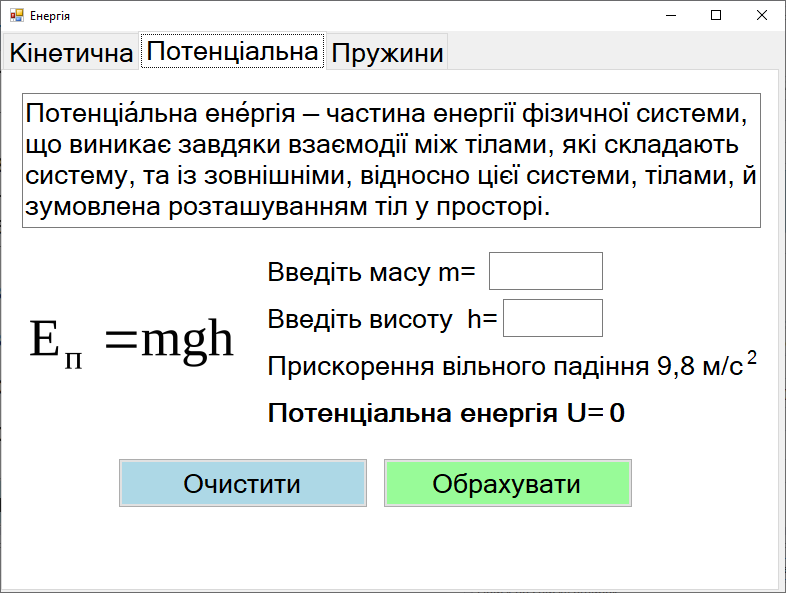 Енергія
Кінетична Потенціальна Пружини
Потенціа́льна ене́ргія — частина енергії фізичної системи,
що виникає завдяки взаємодії між тілами, які складають
систему, та із зовнішніми, відносно цієї системи, тілами, й
зумовлена розташуванням тіл у просторі.
Введіть масу m=
Введіть висоту h=
Eп =mgh
Прискорення вільного падіння 9,8 м/с²
Потенціальна енергія U= 0
Очистити Обрахувати